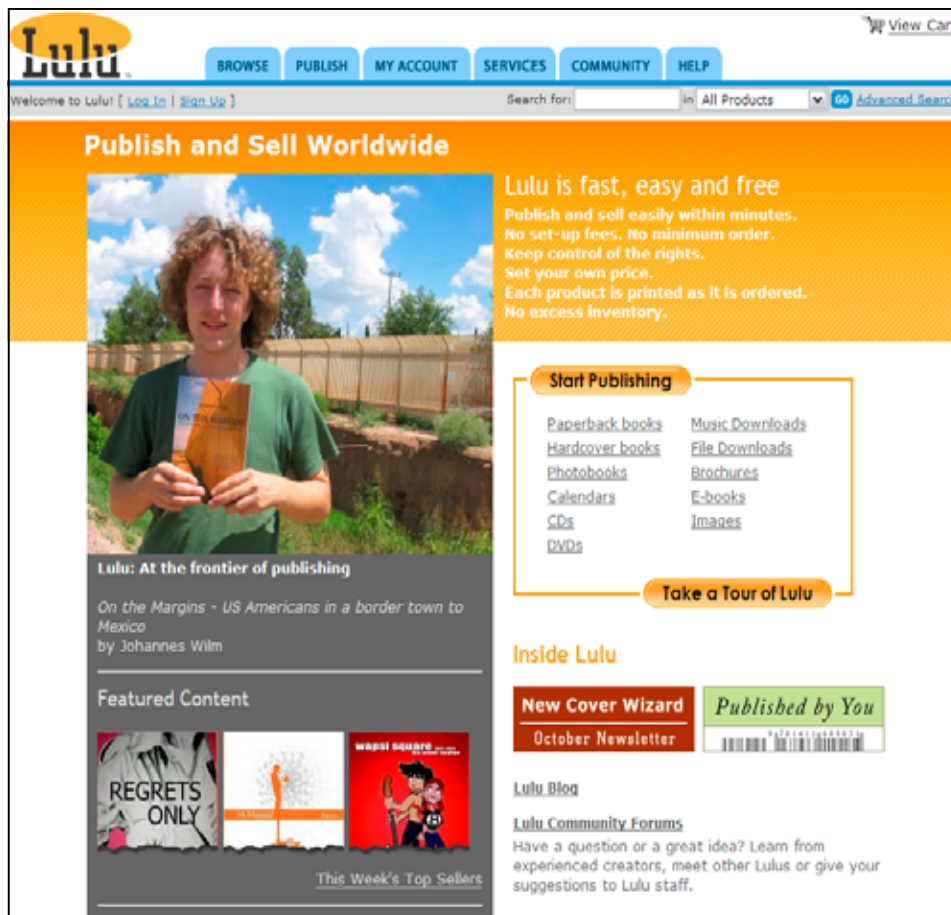 Lulu
View Car
BROWSE PUBLISH MY ACCOUNT SERVICES COMMUNITY HELP
Welcome to Lulu! [ Log In | Sign Up ]
Search for: in All Products GO Advanced Searc
Publish and Sell Worldwide
Lulu is fast, easy and free
Publish and sell easily within minutes.
No set-up fees. No minimum order.
Keep control of the rights.
Set your own price.
Each product is printed as it is ordered.
No excess inventory.
ON THE MARGINS
Start Publishing
Paperback books
Hardcover books
Photobooks
Calendars
CDs
DVDs
Music Downloads
File Downloads
Brochures
E-books
Images
Take a Tour of Lulu
Lulu: At the frontier of publishing
On the Margins - US Americans in a border town to
Mexico
by Johannes Wilm
Featured Content
REGRETS
ONLY
wapsi square
This Week's Top Sellers
Inside Lulu
New Cover Wizard
October Newsletter
Published by You
Lulu Blog
Lulu Community Forums
Have a question or a great idea? Learn from
experienced creators, meet other Lulus or give your
suggestions to Lulu staff.